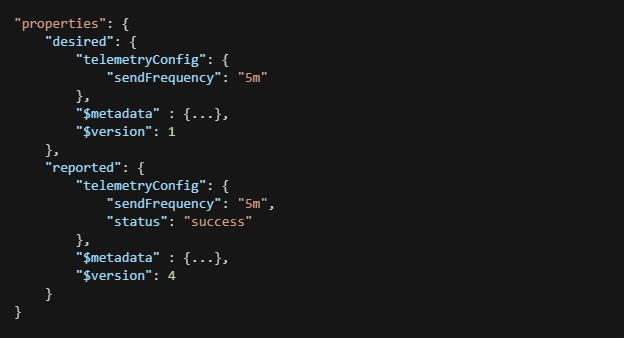 "properties": {
    "desired": {
        "telemetryConfig": {
            "sendFrequency": "5m"
        },
        "$metadata" : {...},
        "$version": 1
    },
    "reported": {
        "telemetryConfig": {
            "sendFrequency": "5m",
            "status": "success"
        },
        "$metadata" : {...},
        "$version": 4
    }
}